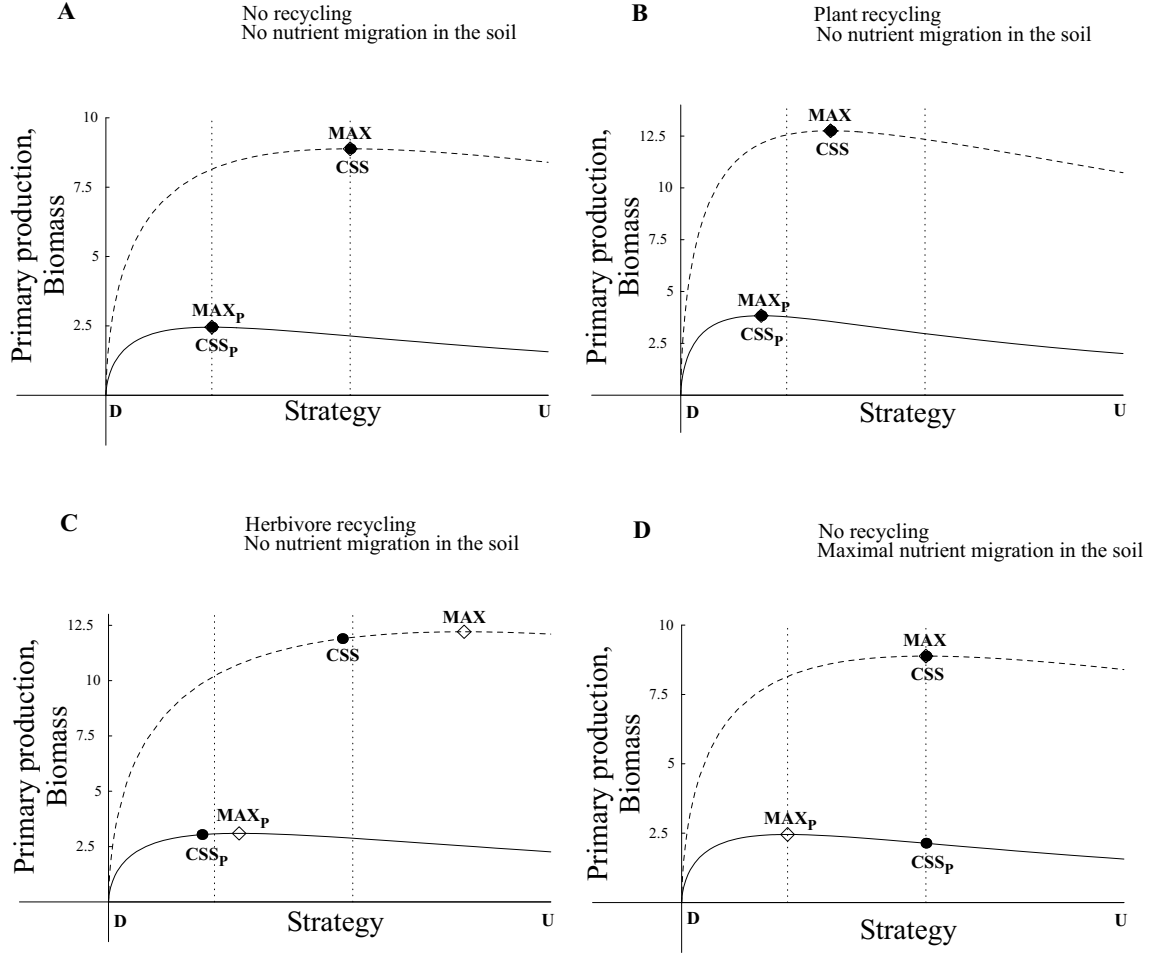 A
No recycling
No nutrient migration in the soil
10
7.5
5
2.5
Primary production,
Biomass
MAX
CSS
MAXP
CSSP
D
Strategy
U
B
Plant recycling
No nutrient migration in the soil
12.5
10
7.5
5
2.5
Primary production,
Biomass
MAX
CSS
MAXP
CSSP
D
Strategy
U
C
Herbivore recycling
No nutrient migration in the soil
12.5
10
7.5
5
2.5
Primary production,
Biomass
MAX
CSS
MAXP
CSSP
D
Strategy
U
D
No recycling
Maximal nutrient migration in the soil
10
7.5
5
2.5
Primary production,
Biomass
MAX
CSS
MAXP
CSSP
D
Strategy
U